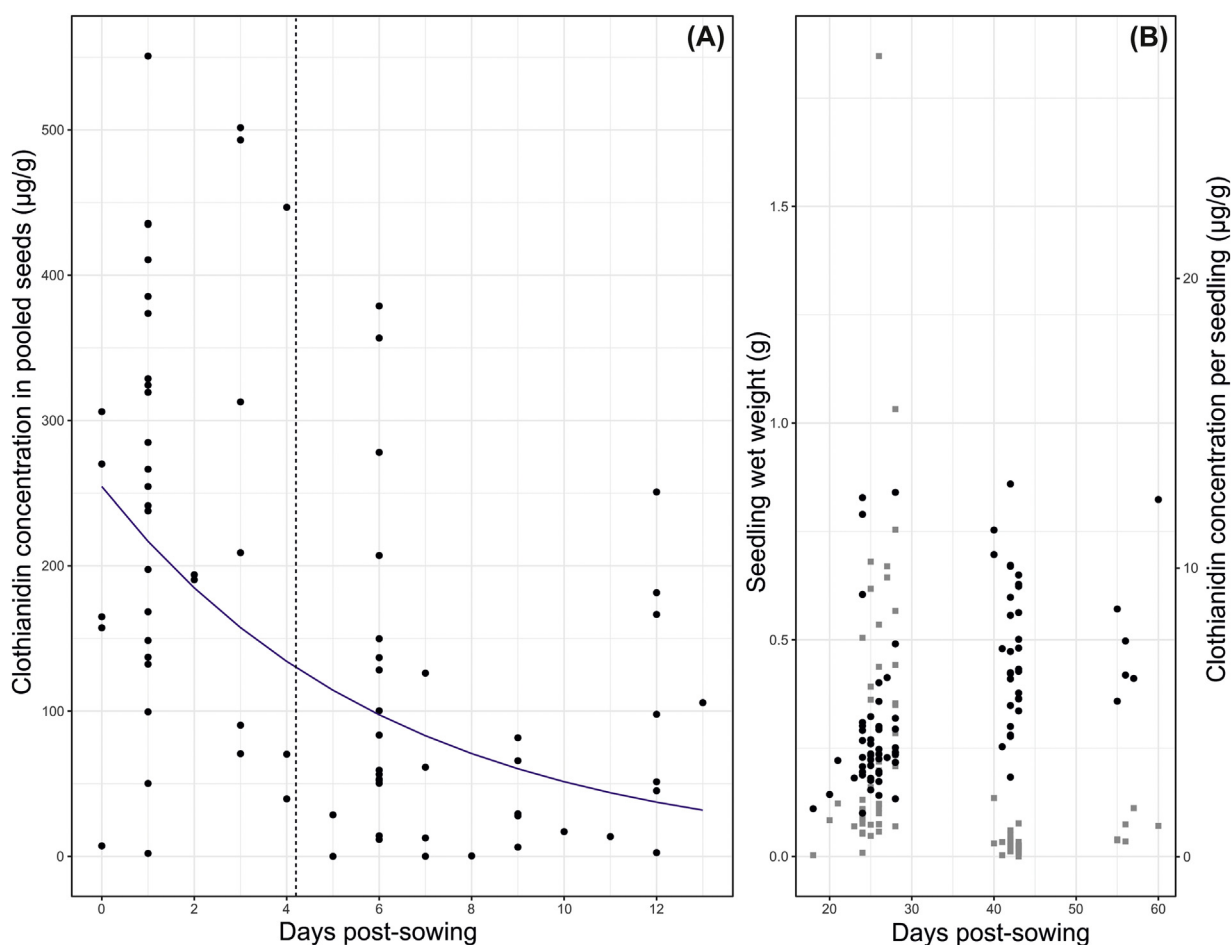 (A)
Clothianidin concentration in pooled seeds (µg/g)
500
400
300
200
100
0
0 2 4 6 8 10 12
Days post-sowing
(B)
Seedling wet weight (g)
1.5
1.0
0.5
0.0
20 30 40 50 60
Days post-sowing
20
10
0
Clothianidin concentration per seedling (µg/g)